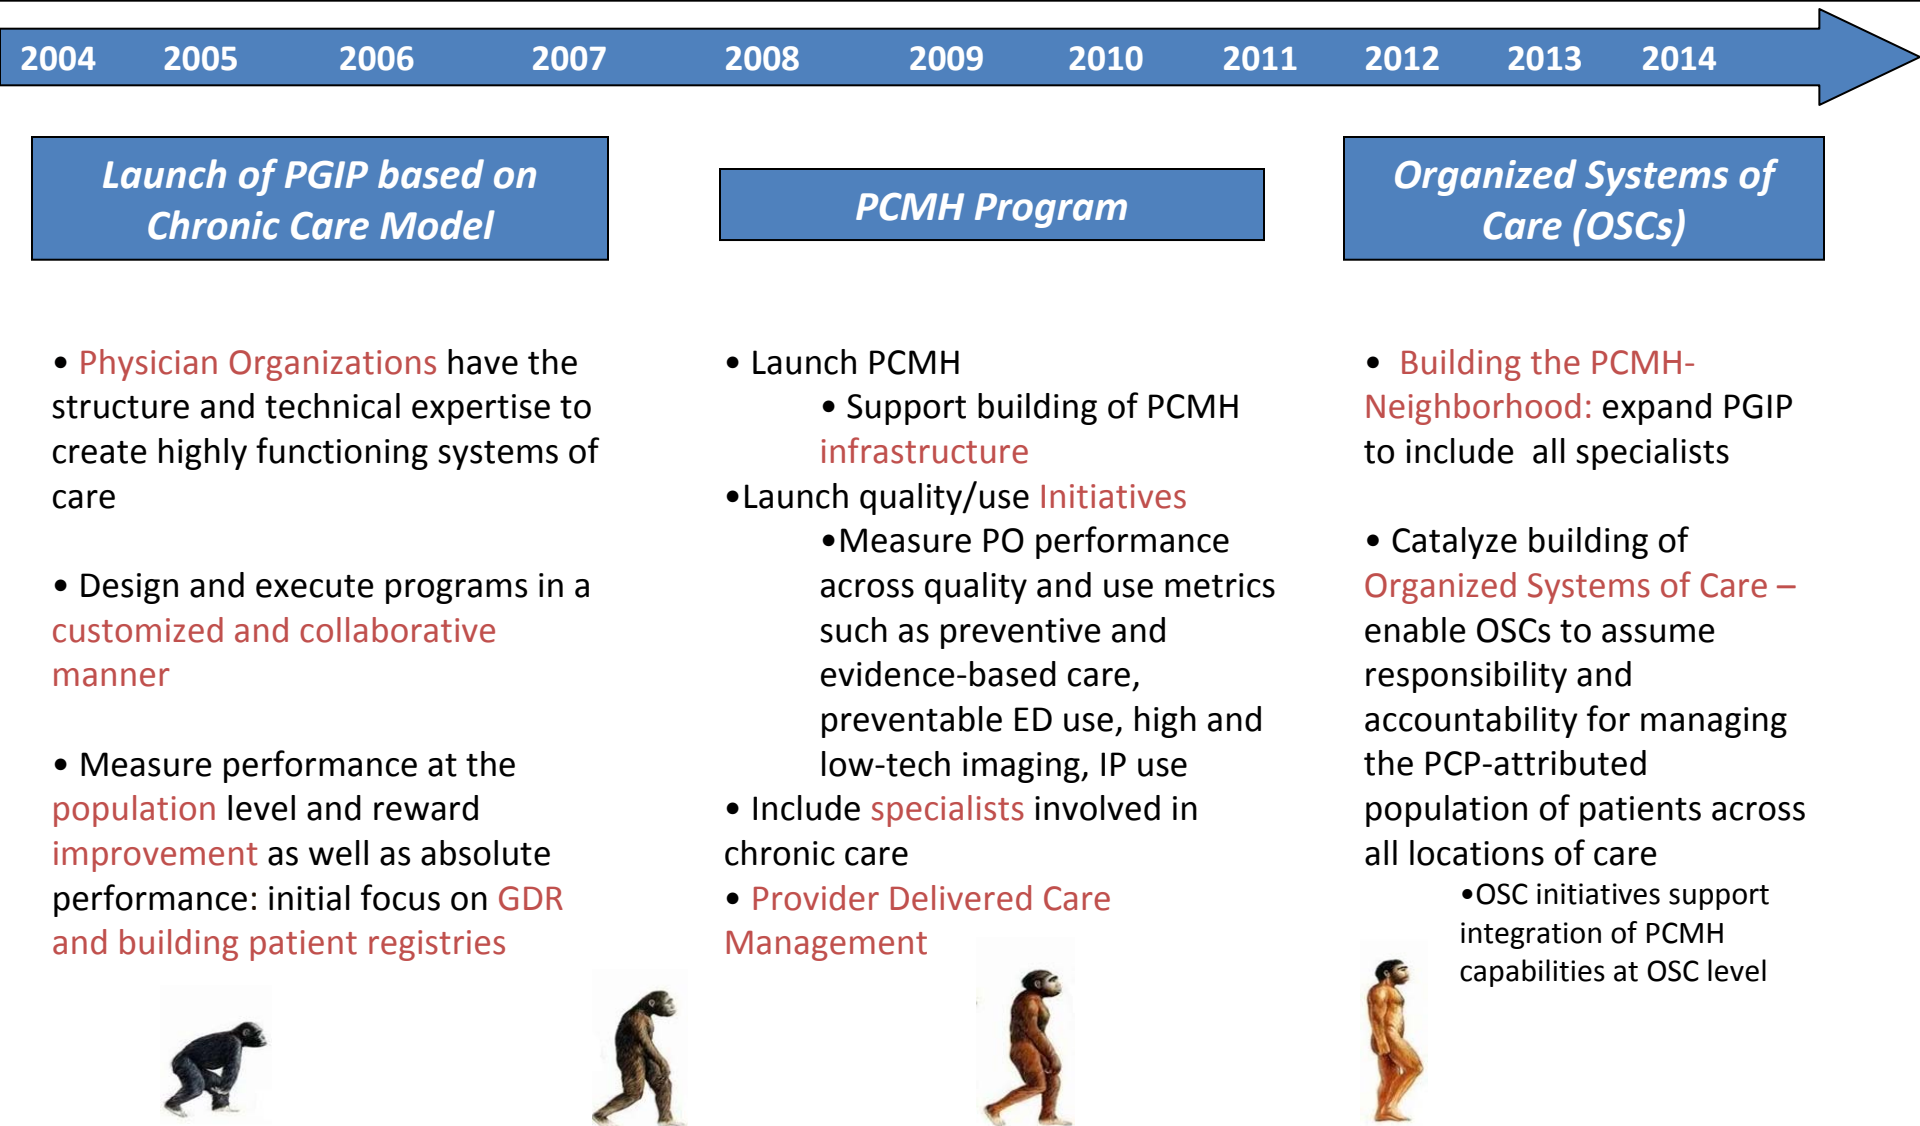 2004 2005 2006 2007 2008 2009 2010 2011 2012 2013 2014
Launch of PGIP based on
Chronic Care Model
• Physician Organizations have the
structure and technical expertise to
create highly functioning systems of
care
• Design and execute programs in a
customized and collaborative
manner
• Measure performance at the
population level and reward
improvement as well as absolute
performance: initial focus on GDR
and building patient registries
PCMH Program
• Launch PCMH
• Support building of PCMH
infrastructure
•Launch quality/use Initiatives
•Measure PO performance
across quality and use metrics
such as preventive and
evidence-based care,
preventable ED use, high and
low-tech imaging, IP use
• Include specialists involved in
chronic care
• Provider Delivered Care
Management
Organized Systems of
Care (OSCs)
• Building the PCMH-
Neighborhood: expand PGIP
to include all specialists
• Catalyze building of
Organized Systems of Care –
enable OSCs to assume
responsibility and
accountability for managing
the PCP-attributed
population of patients across
all locations of care
•OSC initiatives support
integration of PCMH
capabilities at OSC level